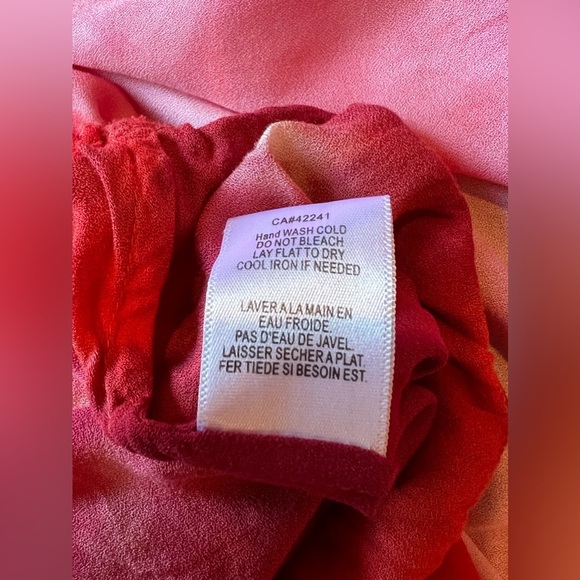 CA#42241
Hand WASH COLD
DO NOT BLEACH
LAY FLAT TO DRY
COOL IRON IF NEEDED
LAVER A LA MAIN EN
EAU FROIDE.
PAS D'EAU DE JAVEL.
LAISSER SECHER A PLAT
FER TIEDE SI BESOIN EST.